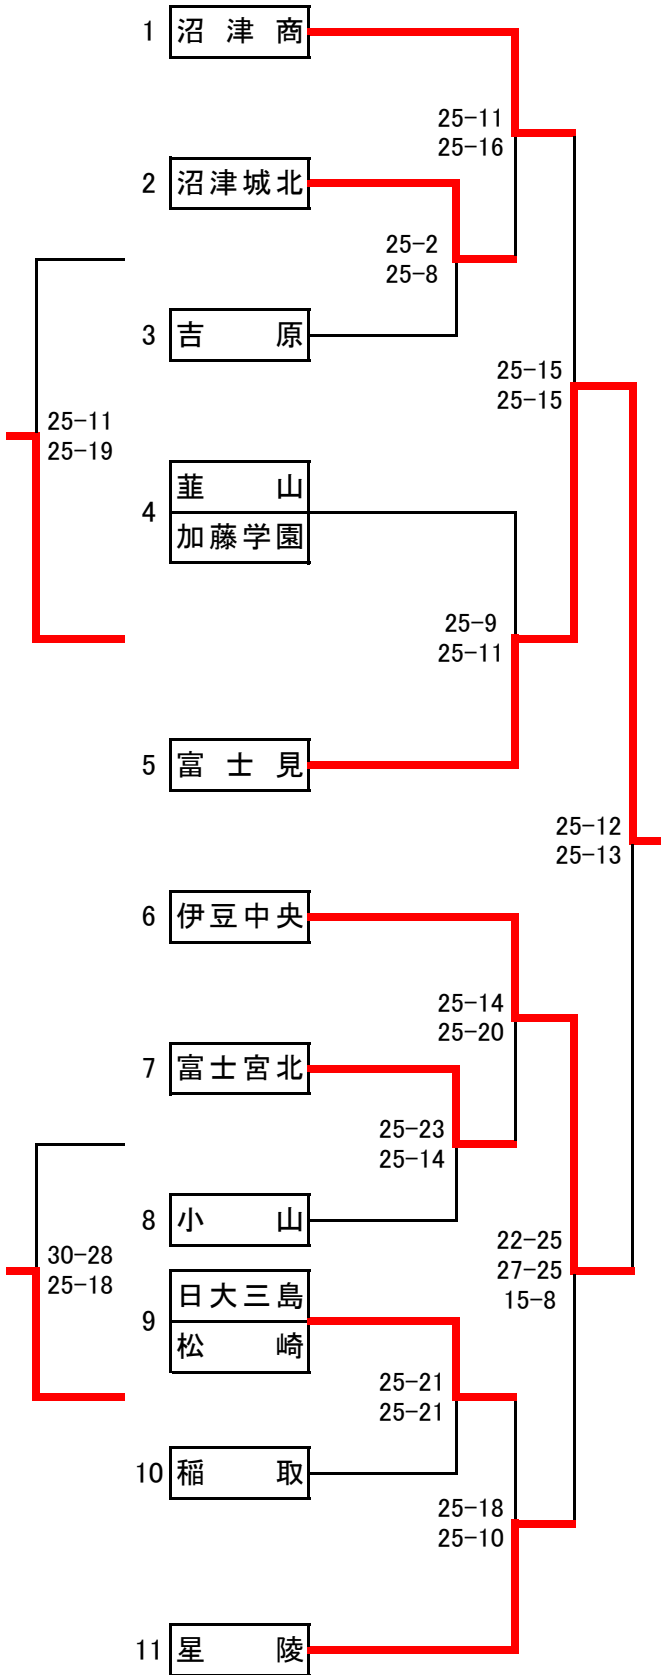 1 沼津商
25-11
25-16
2 沼津城北
25-2
25-8
3 吉原
25-15
25-15
25-11
25-19
4 韮山
加藤学園
25-9
25-11
5 富士見
25-12
25-13
6 伊豆中央
25-14
25-20
7 富士宮北
25-23
25-14
8 小山
30-28
25-18
22-25
27-25
15-8
9 日大三島
松崎
25-21
25-21
10 稲取
25-18
25-10
11 星陵